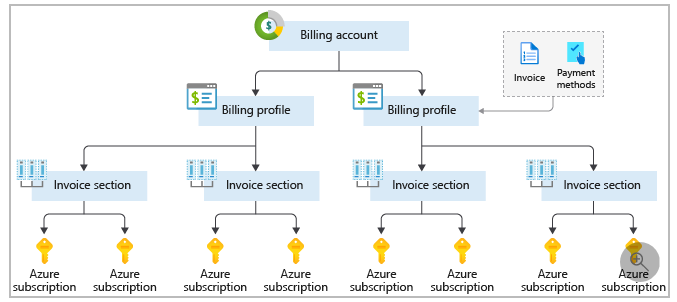 Billing account
Invoice
Payment
methods
Billing profile
Billing profile
Invoice section
Invoice section
Invoice section
Invoice section
Azure
subscription
Azure
subscription
Azure
subscription
Azure
subscription
Azure
subscription
Azure
subscription
Azure
subscription
Azure
subscription